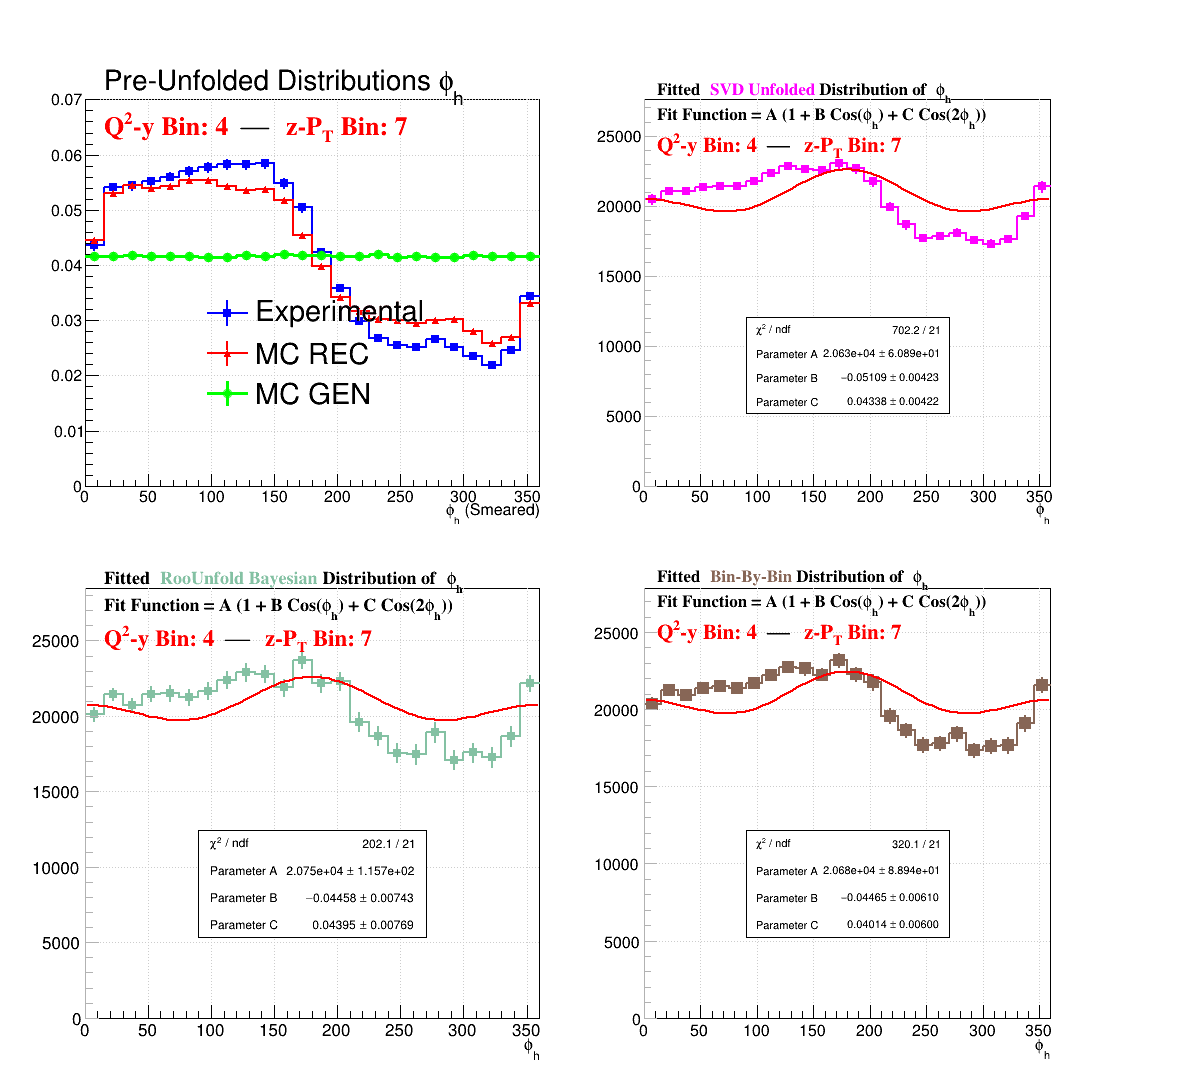 Pre-Unfolded Distributions ϕh
Q²-y Bin: 4 — z-PT Bin: 7
0.07
0.06
0.05
0.04
0.03
0.02
0.01
0
Experimental
MC REC
MC GEN
0 50 100 150 200 250 300 350
ϕh (Smeared)
Fitted SVD Unfolded Distribution of ϕh
Fit Function = A (1 + B Cos(ϕh) + C Cos(2ϕh))
Q²-y Bin: 4 — z-PT Bin: 7
25000
20000
15000
10000
5000
0
χ² / ndf 702.2 / 21
Parameter A 2.063e+04 ± 6.089e+01
Parameter B −0.05109 ± 0.00423
Parameter C 0.04338 ± 0.00422
0 50 100 150 200 250 300 350
ϕh
Fitted RooUnfold Bayesian Distribution of ϕh
Fit Function = A (1 + B Cos(ϕh) + C Cos(2ϕh))
Q²-y Bin: 4 — z-PT Bin: 7
25000
20000
15000
10000
5000
0
χ² / ndf 202.1 / 21
Parameter A 2.075e+04 ± 1.157e+02
Parameter B −0.04458 ± 0.00743
Parameter C 0.04395 ± 0.00769
0 50 100 150 200 250 300 350
ϕh
Fitted Bin-By-Bin Distribution of ϕh
Fit Function = A (1 + B Cos(ϕh) + C Cos(2ϕh))
Q²-y Bin: 4 — z-PT Bin: 7
25000
20000
15000
10000
5000
0
χ² / ndf 320.1 / 21
Parameter A 2.068e+04 ± 8.894e+01
Parameter B −0.04465 ± 0.00610
Parameter C 0.04014 ± 0.00600
0 50 100 150 200 250 300 350
ϕh